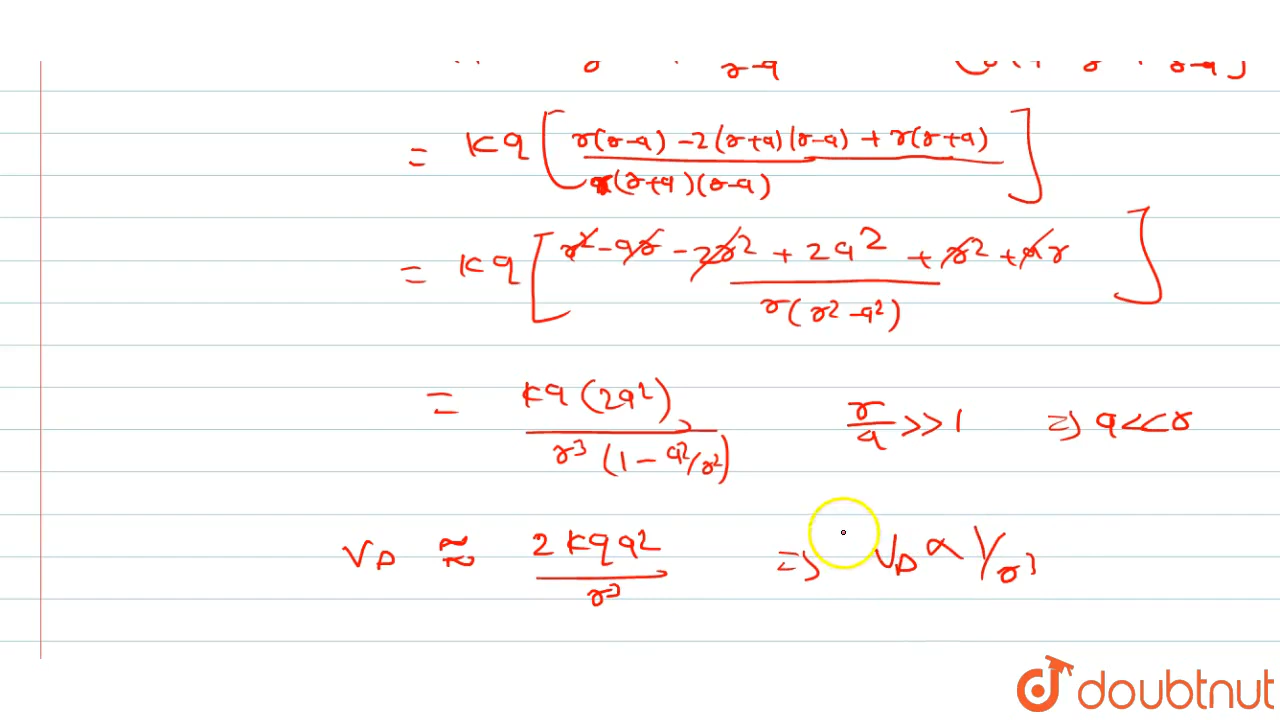 = Kq [ r(r-a) - 2(r+a)(r-a) + r(r+a) / r(r+a)(r-a) ]
= Kq [ r² - ar - 2r² + 2a² + r² + ar / r(r² - a²) ]
= Kq(2a²) / r³(1 - a²/r²)    r/a >> 1    => a << r
V_P ≈ 2Kqa² / r³    => V_P ∝ 1/r³
doubtnut